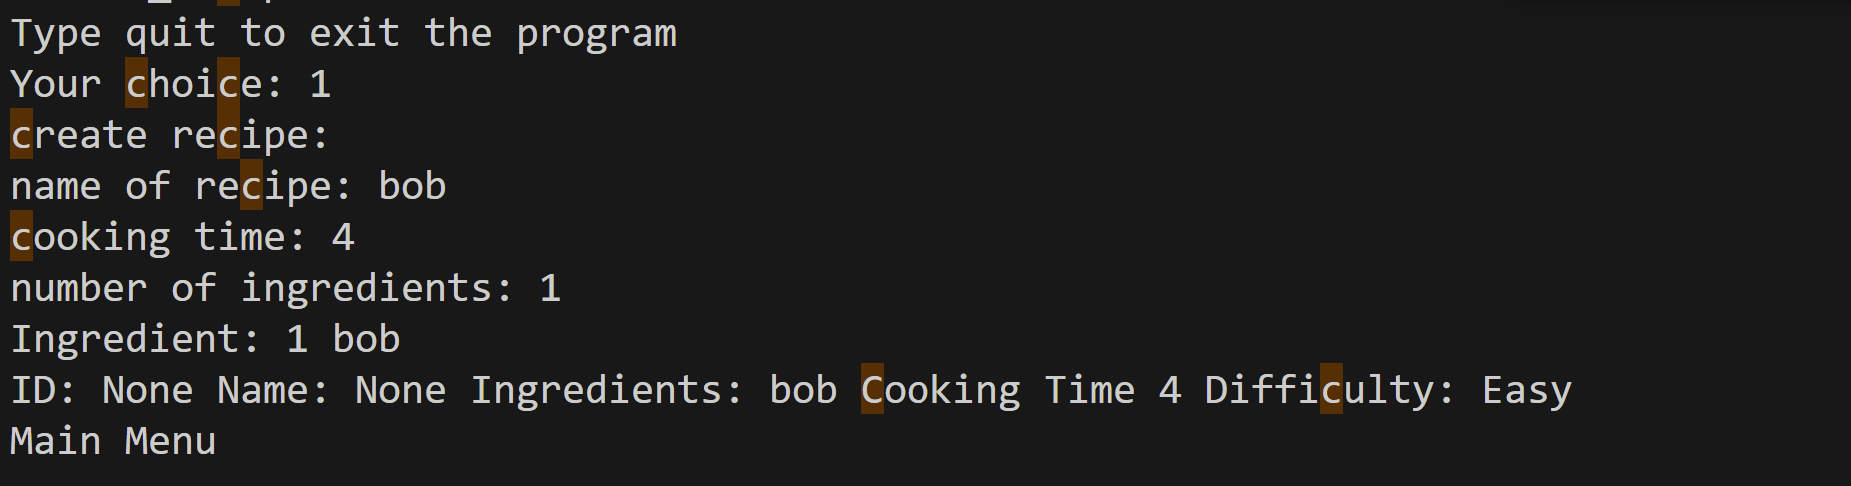 Type quit to exit the program
Your choice: 1
create recipe:
name of recipe: bob
cooking time: 4
number of ingredients: 1
Ingredient: 1 bob
ID: None Name: None Ingredients: bob Cooking Time 4 Difficulty: Easy
Main Menu